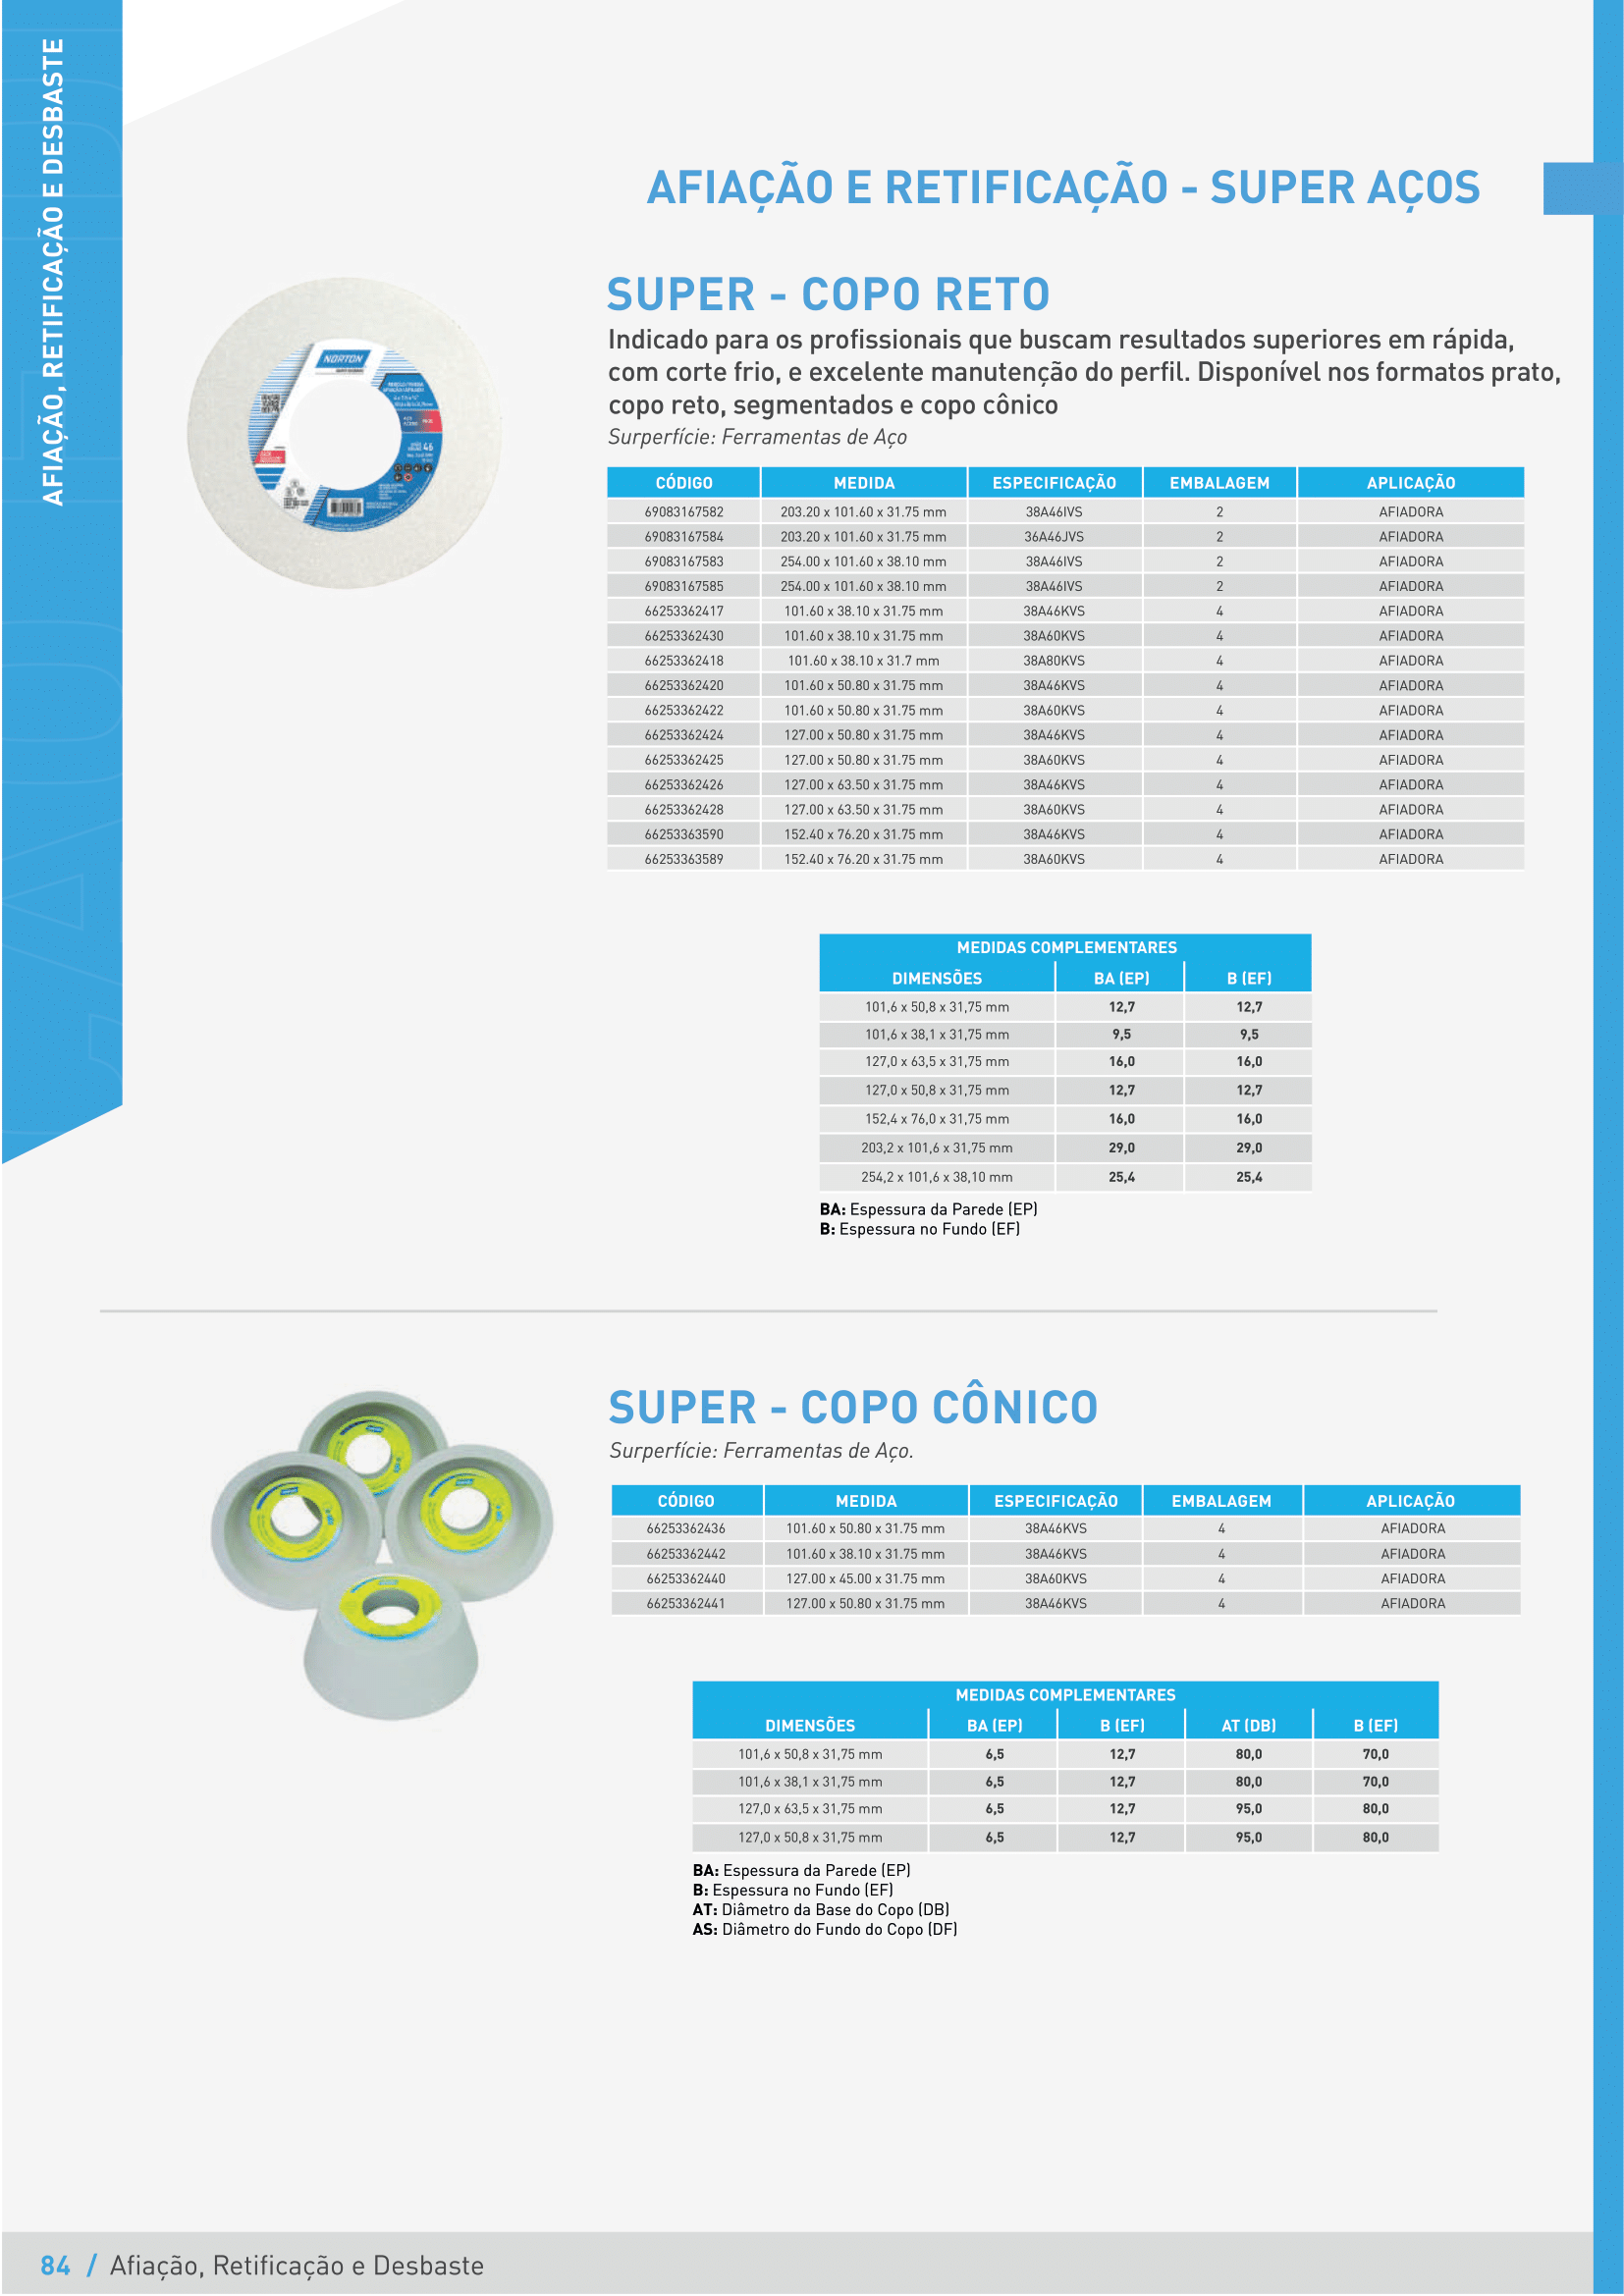 AFIAÇÃO, RETIFICAÇÃO E DESBASTE
AFIAÇÃO E RETIFICAÇÃO - SUPER AÇOS
SUPER - COPO RETO
Indicado para os profissionais que buscam resultados superiores em rápida,
com corte frio, e excelente manutenção do perfil. Disponível nos formatos prato,
copo reto, segmentados e copo cônico
Surperfície: Ferramentas de Aço
NORTON
CÓDIGO MEDIDA ESPECIFICAÇÃO EMBALAGEM APLICAÇÃO
69083167582 203.20 x 101.60 x 31.75 mm 38A46IVS 2 AFIADORA
69083167584 203.20 x 101.60 x 31.75 mm 36A46JVS 2 AFIADORA
69083167583 254.00 x 101.60 x 38.10 mm 38A46IVS 2 AFIADORA
69083167585 254.00 x 101.60 x 38.10 mm 38A46IVS 2 AFIADORA
66253362417 101.60 x 38.10 x 31.75 mm 38A46KVS 4 AFIADORA
66253362430 101.60 x 38.10 x 31.75 mm 38A60KVS 4 AFIADORA
66253362418 101.60 x 38.10 x 31.7 mm 38A80KVS 4 AFIADORA
66253362420 101.60 x 50.80 x 31.75 mm 38A46KVS 4 AFIADORA
66253362422 101.60 x 50.80 x 31.75 mm 38A60KVS 4 AFIADORA
66253362424 127.00 x 50.80 x 31.75 mm 38A46KVS 4 AFIADORA
66253362425 127.00 x 50.80 x 31.75 mm 38A60KVS 4 AFIADORA
66253362426 127.00 x 63.50 x 31.75 mm 38A46KVS 4 AFIADORA
66253362428 127.00 x 63.50 x 31.75 mm 38A60KVS 4 AFIADORA
66253363590 152.40 x 76.20 x 31.75 mm 38A46KVS 4 AFIADORA
66253363589 152.40 x 76.20 x 31.75 mm 38A60KVS 4 AFIADORA
MEDIDAS COMPLEMENTARES
DIMENSÕES BA (EP) B (EF)
101,6 x 50,8 x 31,75 mm 12,7 12,7
101,6 x 38,1 x 31,75 mm 9,5 9,5
127,0 x 63,5 x 31,75 mm 16,0 16,0
127,0 x 50,8 x 31,75 mm 12,7 12,7
152,4 x 76,0 x 31,75 mm 16,0 16,0
203,2 x 101,6 x 31,75 mm 29,0 29,0
254,2 x 101,6 x 38,10 mm 25,4 25,4
BA: Espessura da Parede (EP)
B: Espessura no Fundo (EF)
SUPER - COPO CÔNICO
Surperfície: Ferramentas de Aço.
CÓDIGO MEDIDA ESPECIFICAÇÃO EMBALAGEM APLICAÇÃO
66253362436 101.60 x 50.80 x 31.75 mm 38A46KVS 4 AFIADORA
66253362442 101.60 x 38.10 x 31.75 mm 38A46KVS 4 AFIADORA
66253362440 127.00 x 45.00 x 31.75 mm 38A60KVS 4 AFIADORA
66253362441 127.00 x 50.80 x 31.75 mm 38A46KVS 4 AFIADORA
MEDIDAS COMPLEMENTARES
DIMENSÕES BA (EP) B (EF) AT (DB) B (EF)
101,6 x 50,8 x 31,75 mm 6,5 12,7 80,0 70,0
101,6 x 38,1 x 31,75 mm 6,5 12,7 80,0 70,0
127,0 x 63,5 x 31,75 mm 6,5 12,7 95,0 80,0
127,0 x 50,8 x 31,75 mm 6,5 12,7 95,0 80,0
BA: Espessura da Parede (EP)
B: Espessura no Fundo (EF)
AT: Diâmetro da Base do Copo (DB)
AS: Diâmetro do Fundo do Copo (DF)
84 / Afiação, Retificação e Desbaste